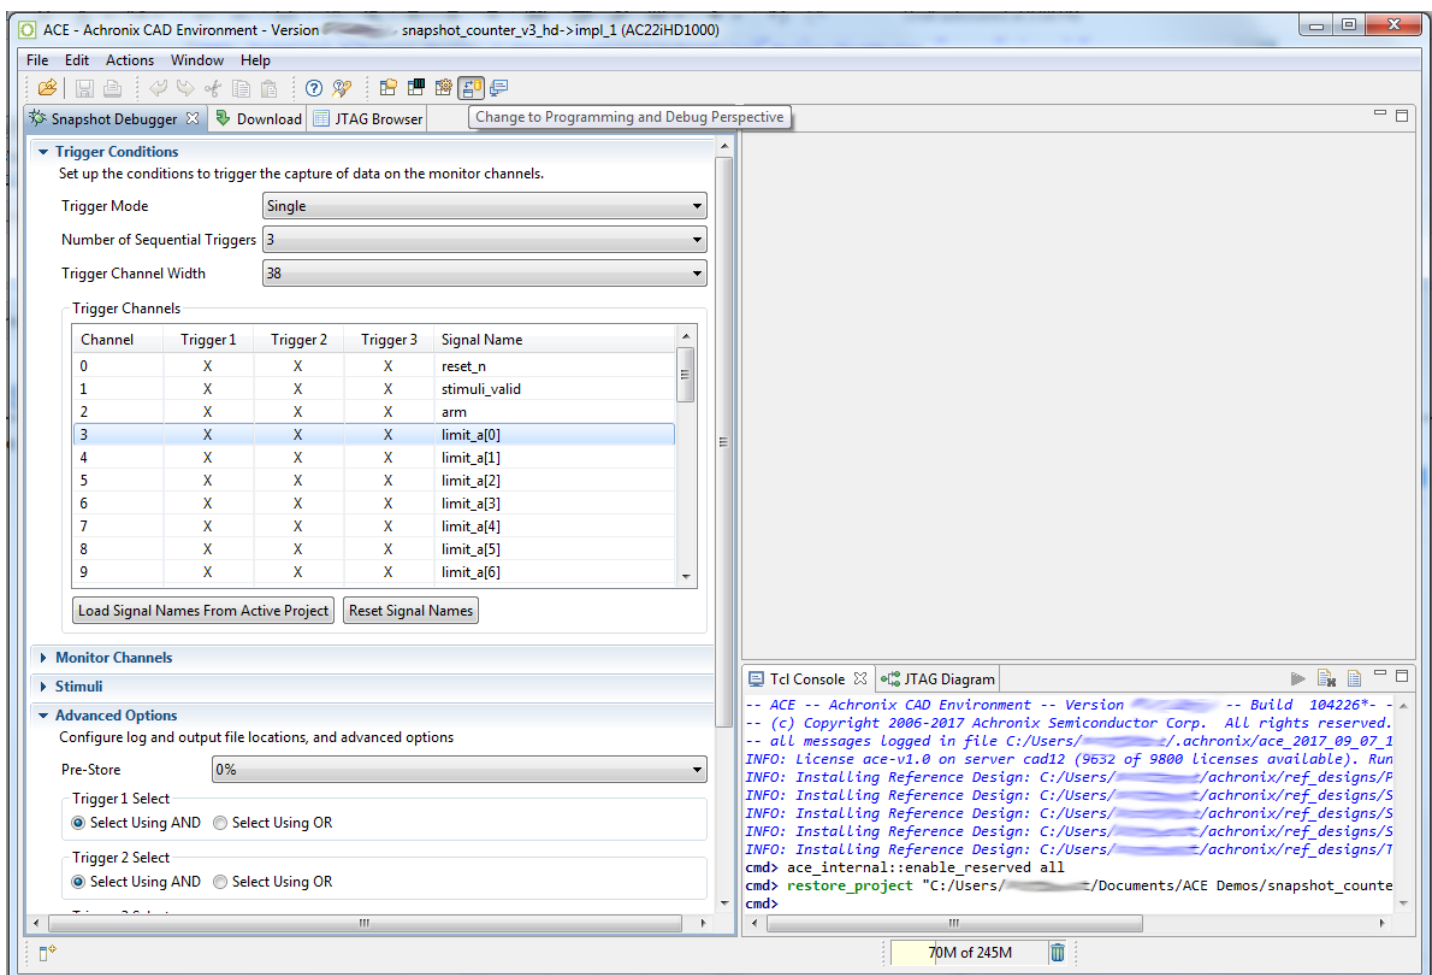 ACE - Achronix CAD Environment - Version snapshot_counter_v3_hd->impl_1 (AC22iHD1000)
File Edit Actions Window Help
Snapshot Debugger Download JTAG Browser
Change to Programming and Debug Perspective
Trigger Conditions
Set up the conditions to trigger the capture of data on the monitor channels.
Trigger Mode Single
Number of Sequential Triggers 3
Trigger Channel Width 38
Trigger Channels
Channel Trigger 1 Trigger 2 Trigger 3 Signal Name
0 X X X reset_n
1 X X X stimuli_valid
2 X X X arm
3 X X X limit_a[0]
4 X X X limit_a[1]
5 X X X limit_a[2]
6 X X X limit_a[3]
7 X X X limit_a[4]
8 X X X limit_a[5]
9 X X X limit_a[6]
Load Signal Names From Active Project Reset Signal Names
Monitor Channels
Stimuli
Advanced Options
Configure log and output file locations, and advanced options
Pre-Store 0%
Trigger 1 Select
Select Using AND Select Using OR
Trigger 2 Select
Select Using AND Select Using OR
Tcl Console JTAG Diagram
-- ACE -- Achronix CAD Environment -- Version -- Build 104226*- -
-- (c) Copyright 2006-2017 Achronix Semiconductor Corp. All rights reserved.
-- all messages logged in file C:/Users/ /.achronix/ace_2017_09_07_1
INFO: License ace-v1.0 on server cad12 (9632 of 9800 licenses available). Run
INFO: Installing Reference Design: C:/Users/ /achronix/ref_designs/P
INFO: Installing Reference Design: C:/Users/ /achronix/ref_designs/S
INFO: Installing Reference Design: C:/Users/ /achronix/ref_designs/S
INFO: Installing Reference Design: C:/Users/ /achronix/ref_designs/S
INFO: Installing Reference Design: C:/Users/ /achronix/ref_designs/T
cmd> ace_internal::enable_reserved all
cmd> restore_project "C:/Users/ /Documents/ACE Demos/snapshot_counte
cmd>
70M of 245M